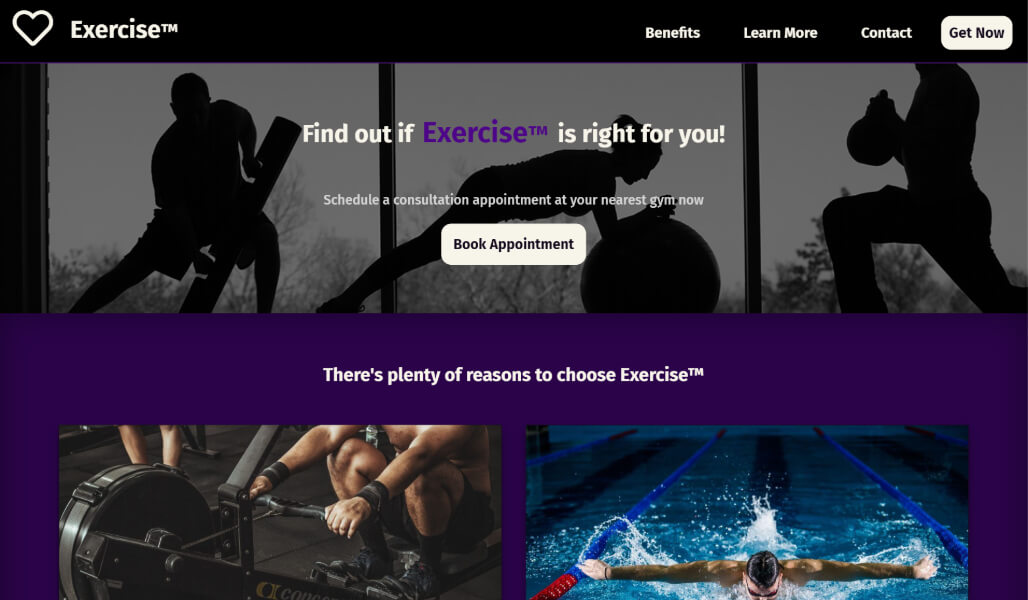 Exercise™
Benefits
Learn More
Contact
Get Now
Find out if Exercise™ is right for you!
Schedule a consultation appointment at your nearest gym now
Book Appointment
There's plenty of reasons to choose Exercise™